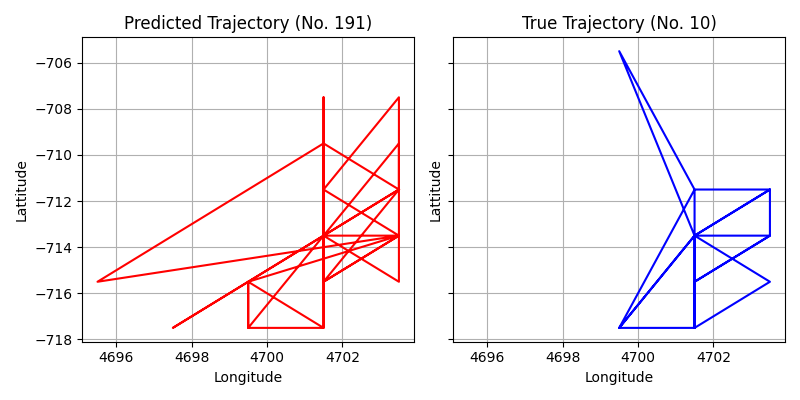 Predicted Trajectory (No. 191)
True Trajectory (No. 10)
Lattitude
−706
−708
−710
−712
−714
−716
−718
4696
4698
4700
4702
Longitude
Lattitude
4696
4698
4700
4702
Longitude